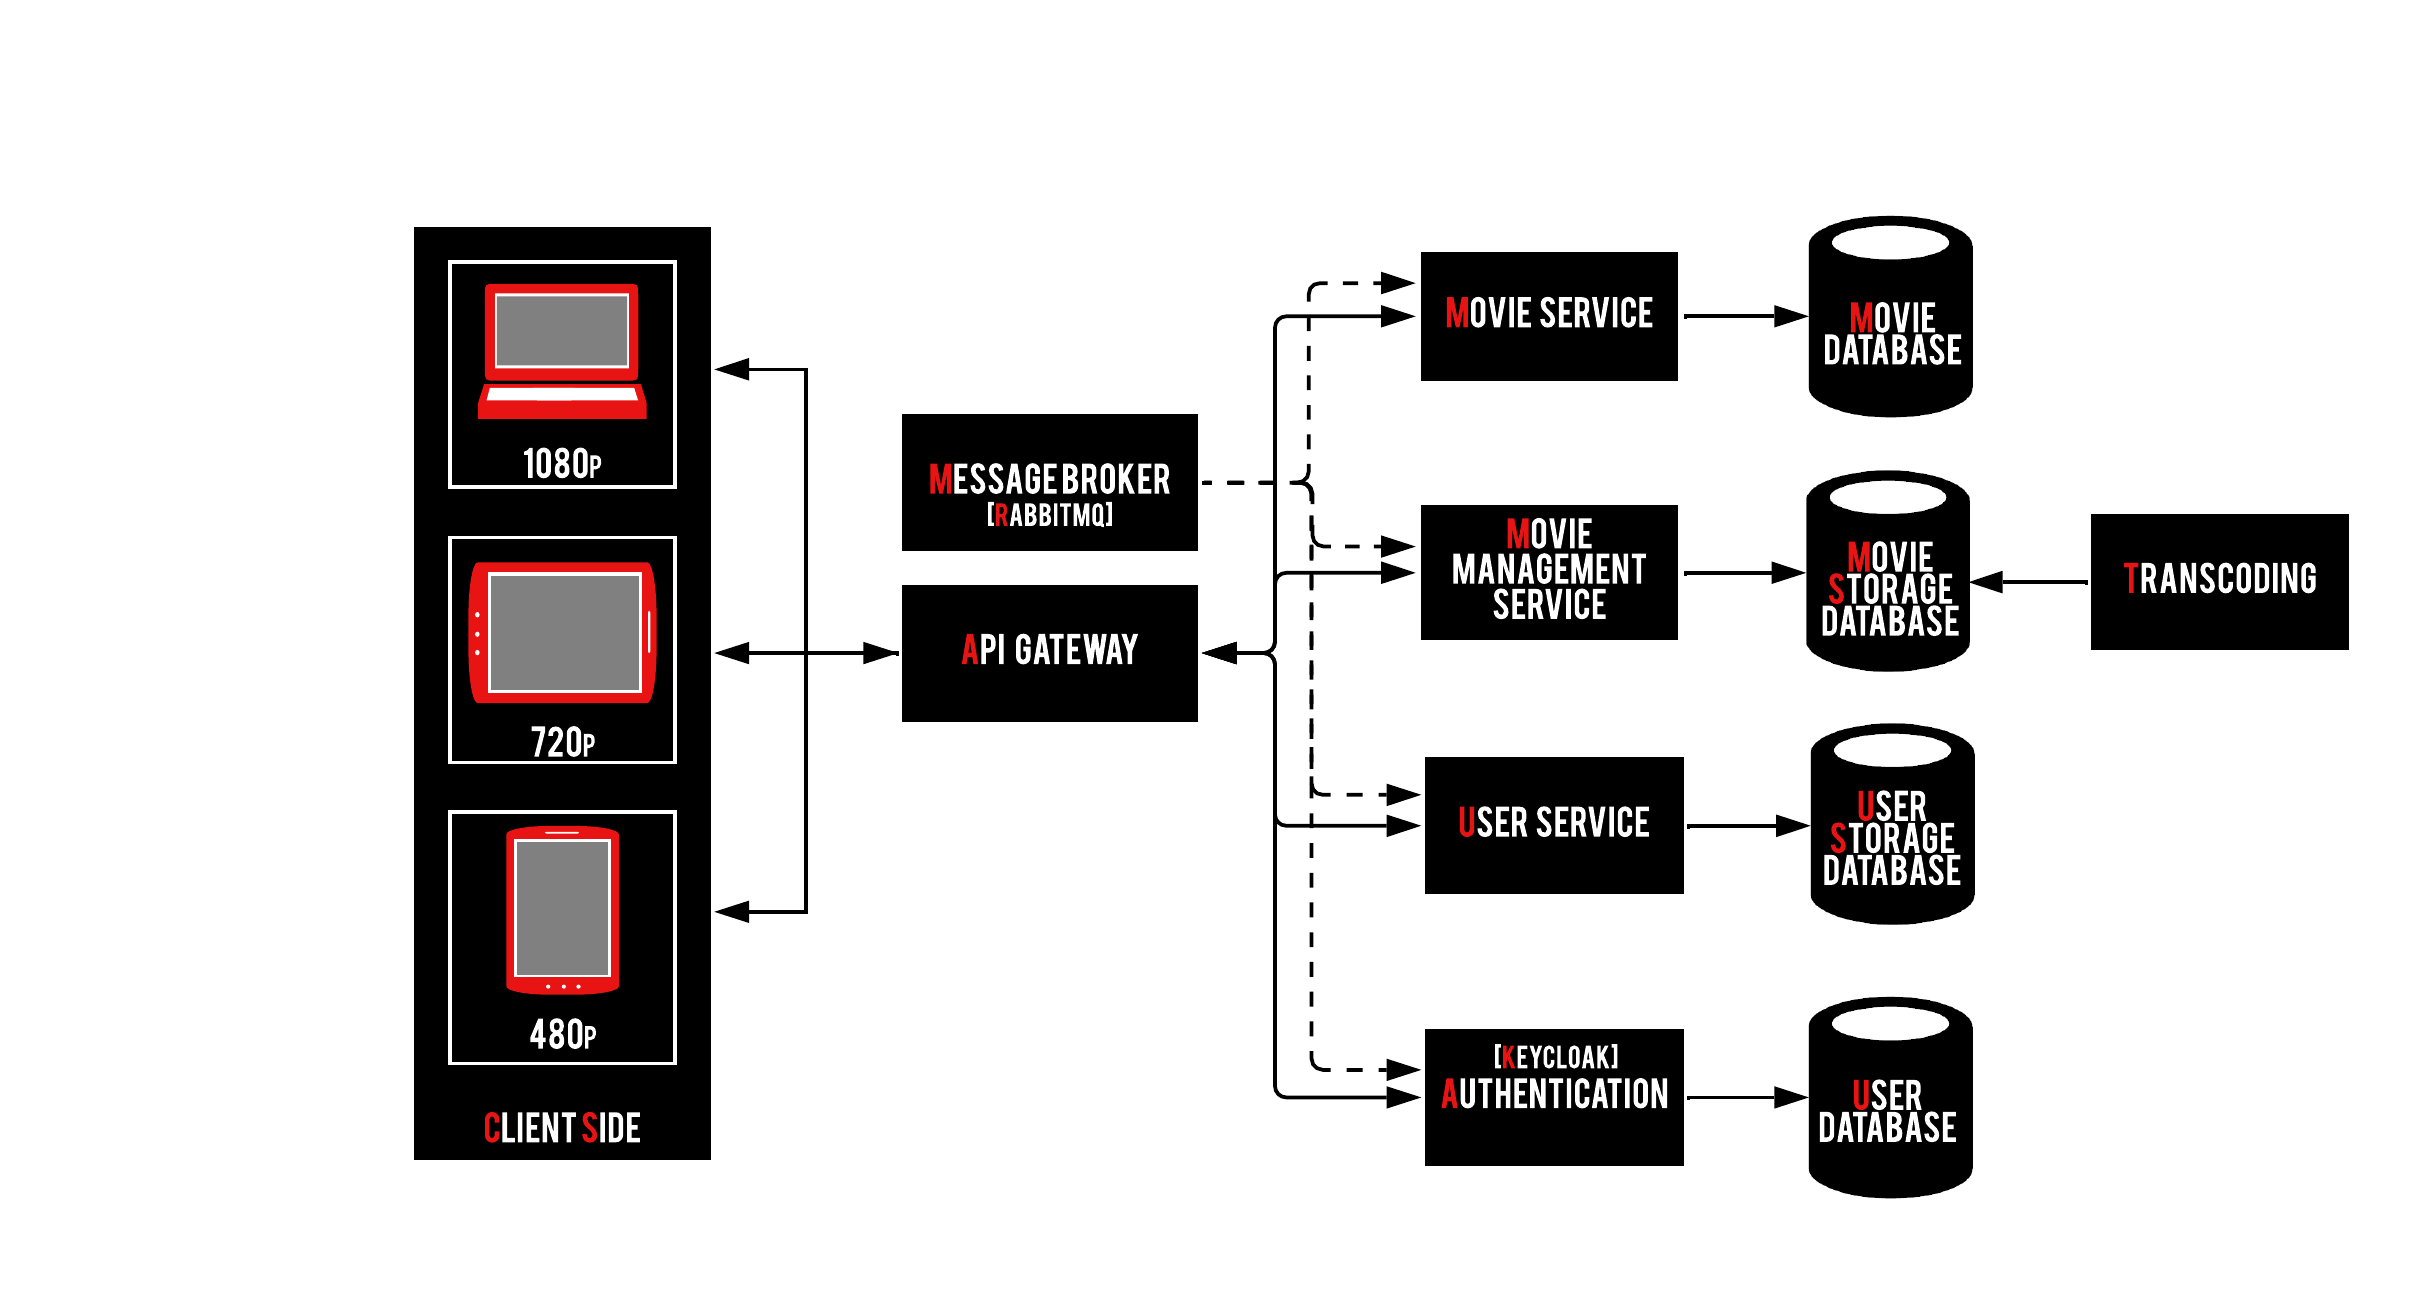 1080P
720P
480P
CLIENT SIDE
MESSAGE BROKER
[RABBITMQ]
API GATEWAY
MOVIE SERVICE
MOVIE
MANAGEMENT
SERVICE
USER SERVICE
[KEYCLOAK]
AUTHENTICATION
MOVIE
DATABASE
MOVIE
STORAGE
DATABASE
USER
STORAGE
DATABASE
USER
DATABASE
TRANSCODING